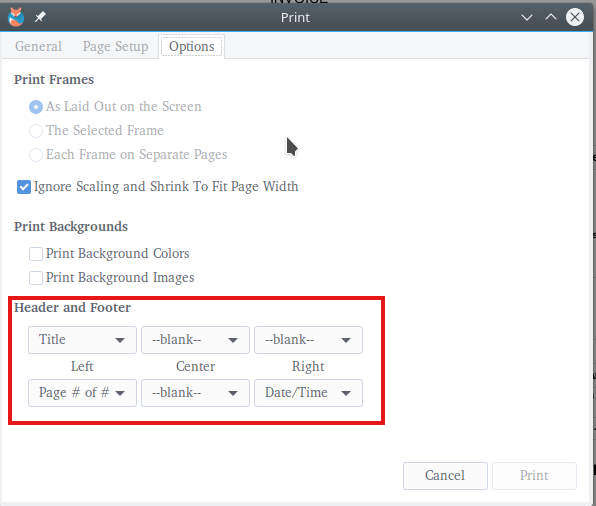 INVOICE
Print
General Page Setup Options
Print Frames
As Laid Out on the Screen
The Selected Frame
Each Frame on Separate Pages
Ignore Scaling and Shrink To Fit Page Width
Print Backgrounds
Print Background Colors
Print Background Images
Header and Footer
Title --blank-- --blank--
Left Center Right
Page # of # --blank-- Date/Time
Cancel Print